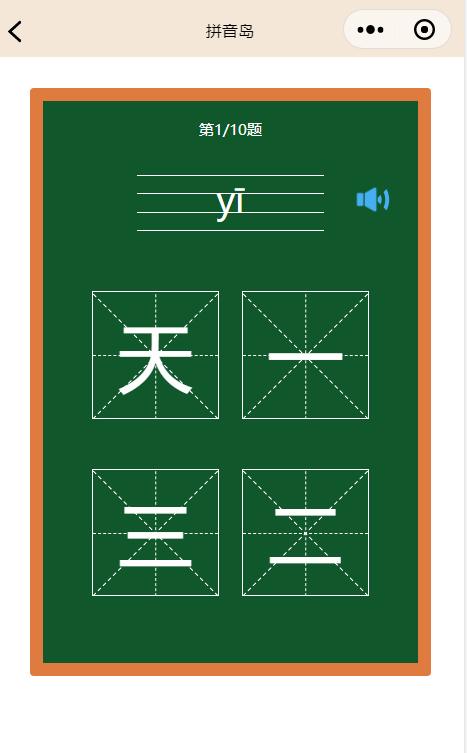 拼音岛
第1/10题
yī
天 一
三 二